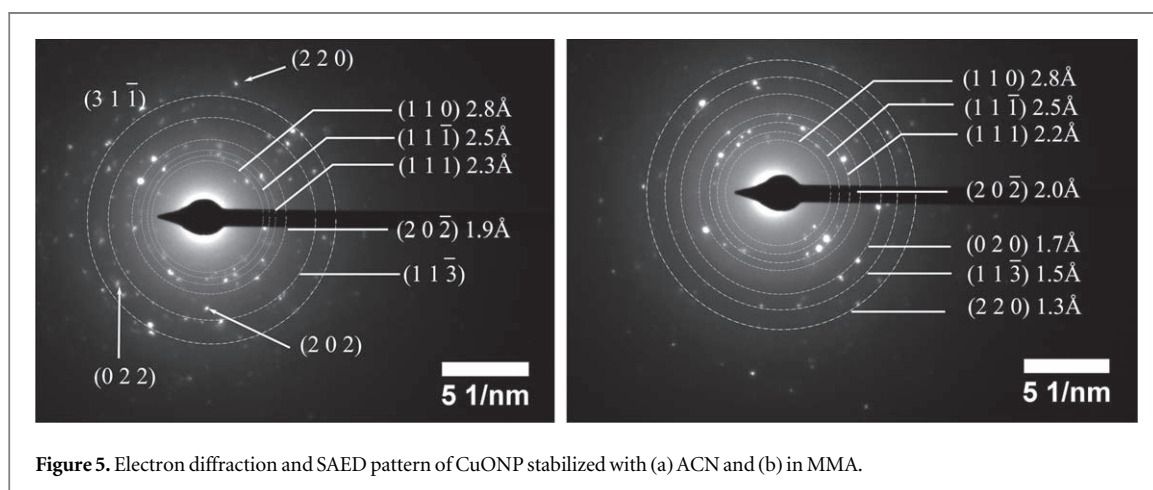 (2 2 0)
(3 1 1̅)
(1 1 0) 2.8Å
(1 1 1̅) 2.5Å
(1 1 1) 2.3Å
(2 0 2̅) 1.9Å
(1 1 3̅)
(2 0 2)
(0 2 2)
5 1/nm
(1 1 0) 2.8Å
(1 1 1̅) 2.5Å
(1 1 1) 2.2Å
(2 0 2̅) 2.0Å
(0 2 0) 1.7Å
(1 1 3̅) 1.5Å
(2 2 0) 1.3Å
5 1/nm
Figure 5. Electron diffraction and SAED pattern of CuONP stabilized with (a) ACN and (b) in MMA.